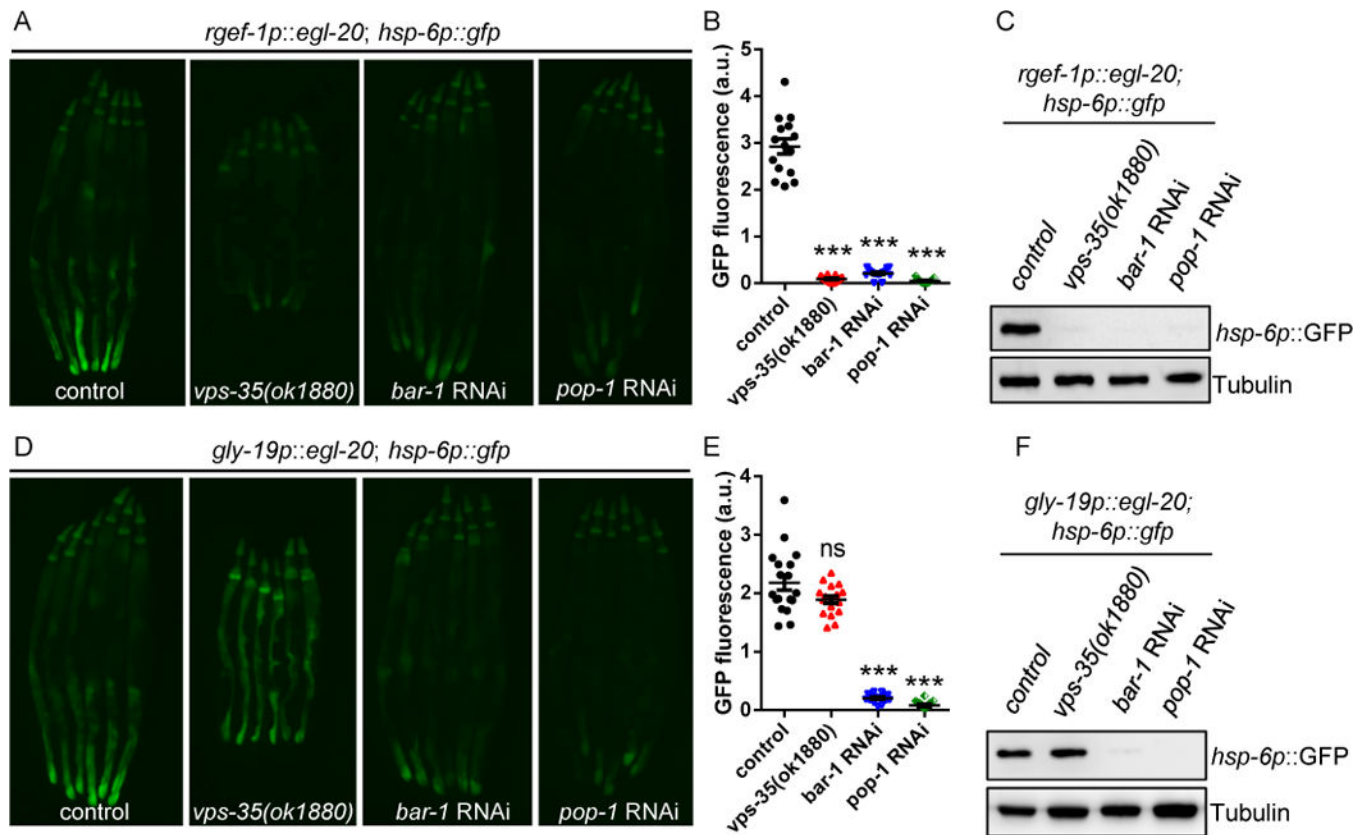 A
rgef-1p::egl-20; hsp-6p::gfp
control
vps-35(ok1880)
bar-1 RNAi
pop-1 RNAi
B
GFP fluorescence (a.u.)
5
4
3
2
1
0
***
***
***
control
vps-35(ok1880)
bar-1 RNAi
pop-1 RNAi
C
rgef-1p::egl-20;
hsp-6p::gfp
control
vps-35(ok1880)
bar-1 RNAi
pop-1 RNAi
hsp-6p::GFP
Tubulin
D
gly-19p::egl-20; hsp-6p::gfp
control
vps-35(ok1880)
bar-1 RNAi
pop-1 RNAi
E
GFP fluorescence (a.u.)
4
3
2
1
0
ns
***
***
control
vps-35(ok1880)
bar-1 RNAi
pop-1 RNAi
F
gly-19p::egl-20;
hsp-6p::gfp
control
vps-35(ok1880)
bar-1 RNAi
pop-1 RNAi
hsp-6p::GFP
Tubulin